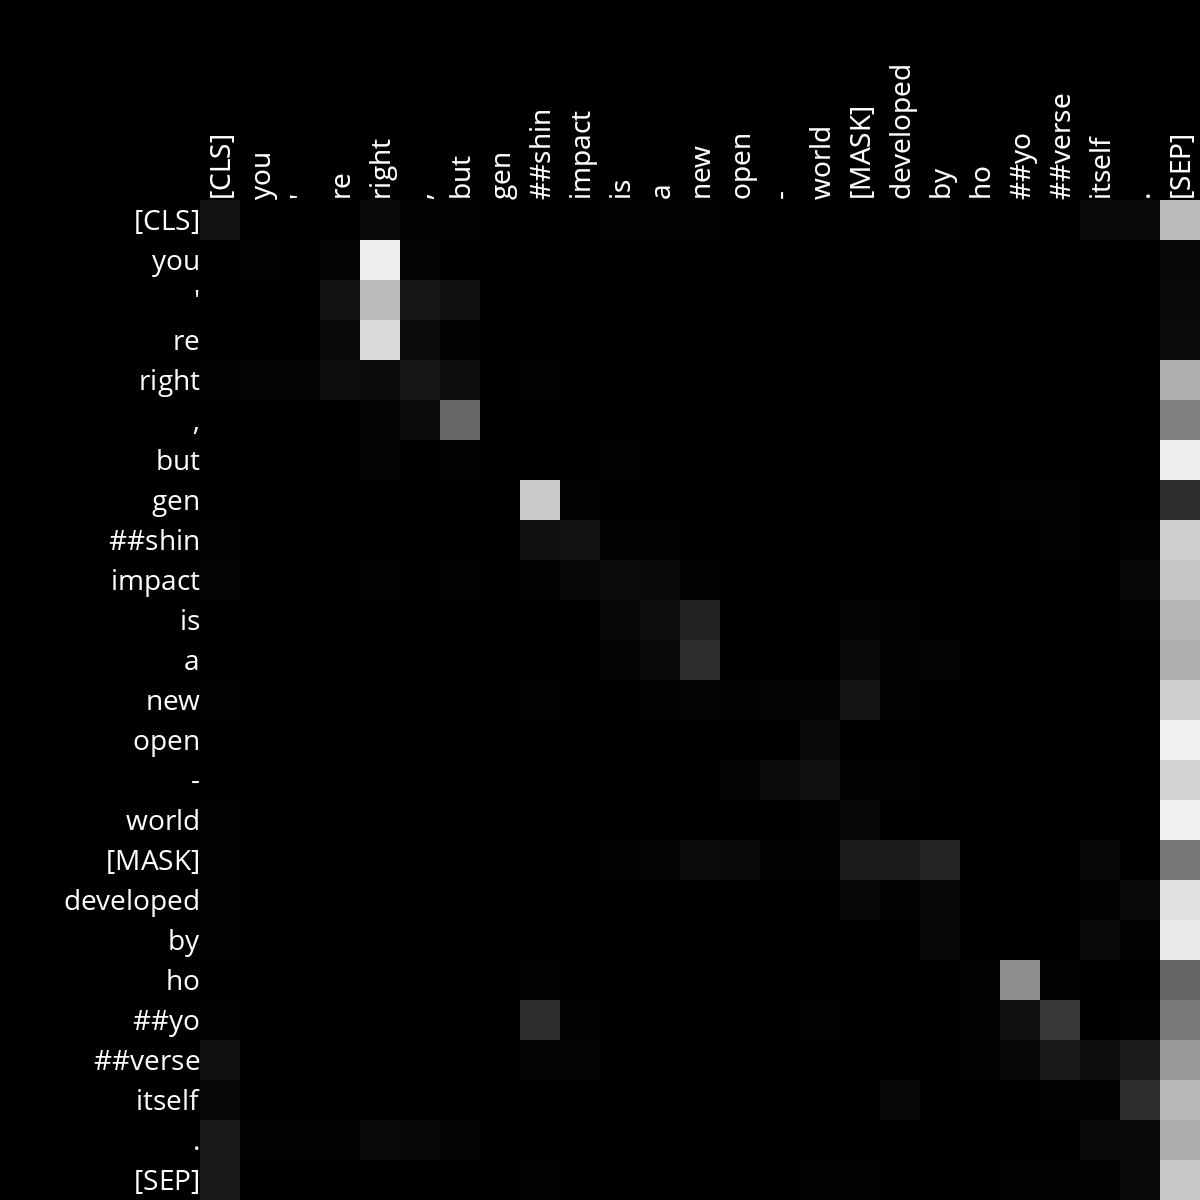 [CLS] you ' re right , but gen ##shin impact is a new open - world [MASK] developed by ho ##yo ##verse itself . [SEP]
[CLS]
you
'
re
right
,
but
gen
##shin
impact
is
a
new
open
-
world
[MASK]
developed
by
ho
##yo
##verse
itself
.
[SEP]